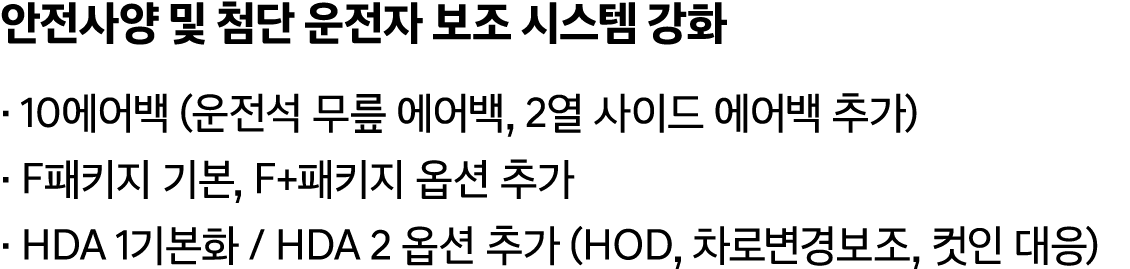 안전사양 및 첨단 운전자 보조 시스템 강화
· 10에어백 (운전석 무릎 에어백, 2열 사이드 에어백 추가)
· F패키지 기본, F+패키지 옵션 추가
· HDA 1기본화 / HDA 2 옵션 추가 (HOD, 차로변경보조, 컷인 대응)